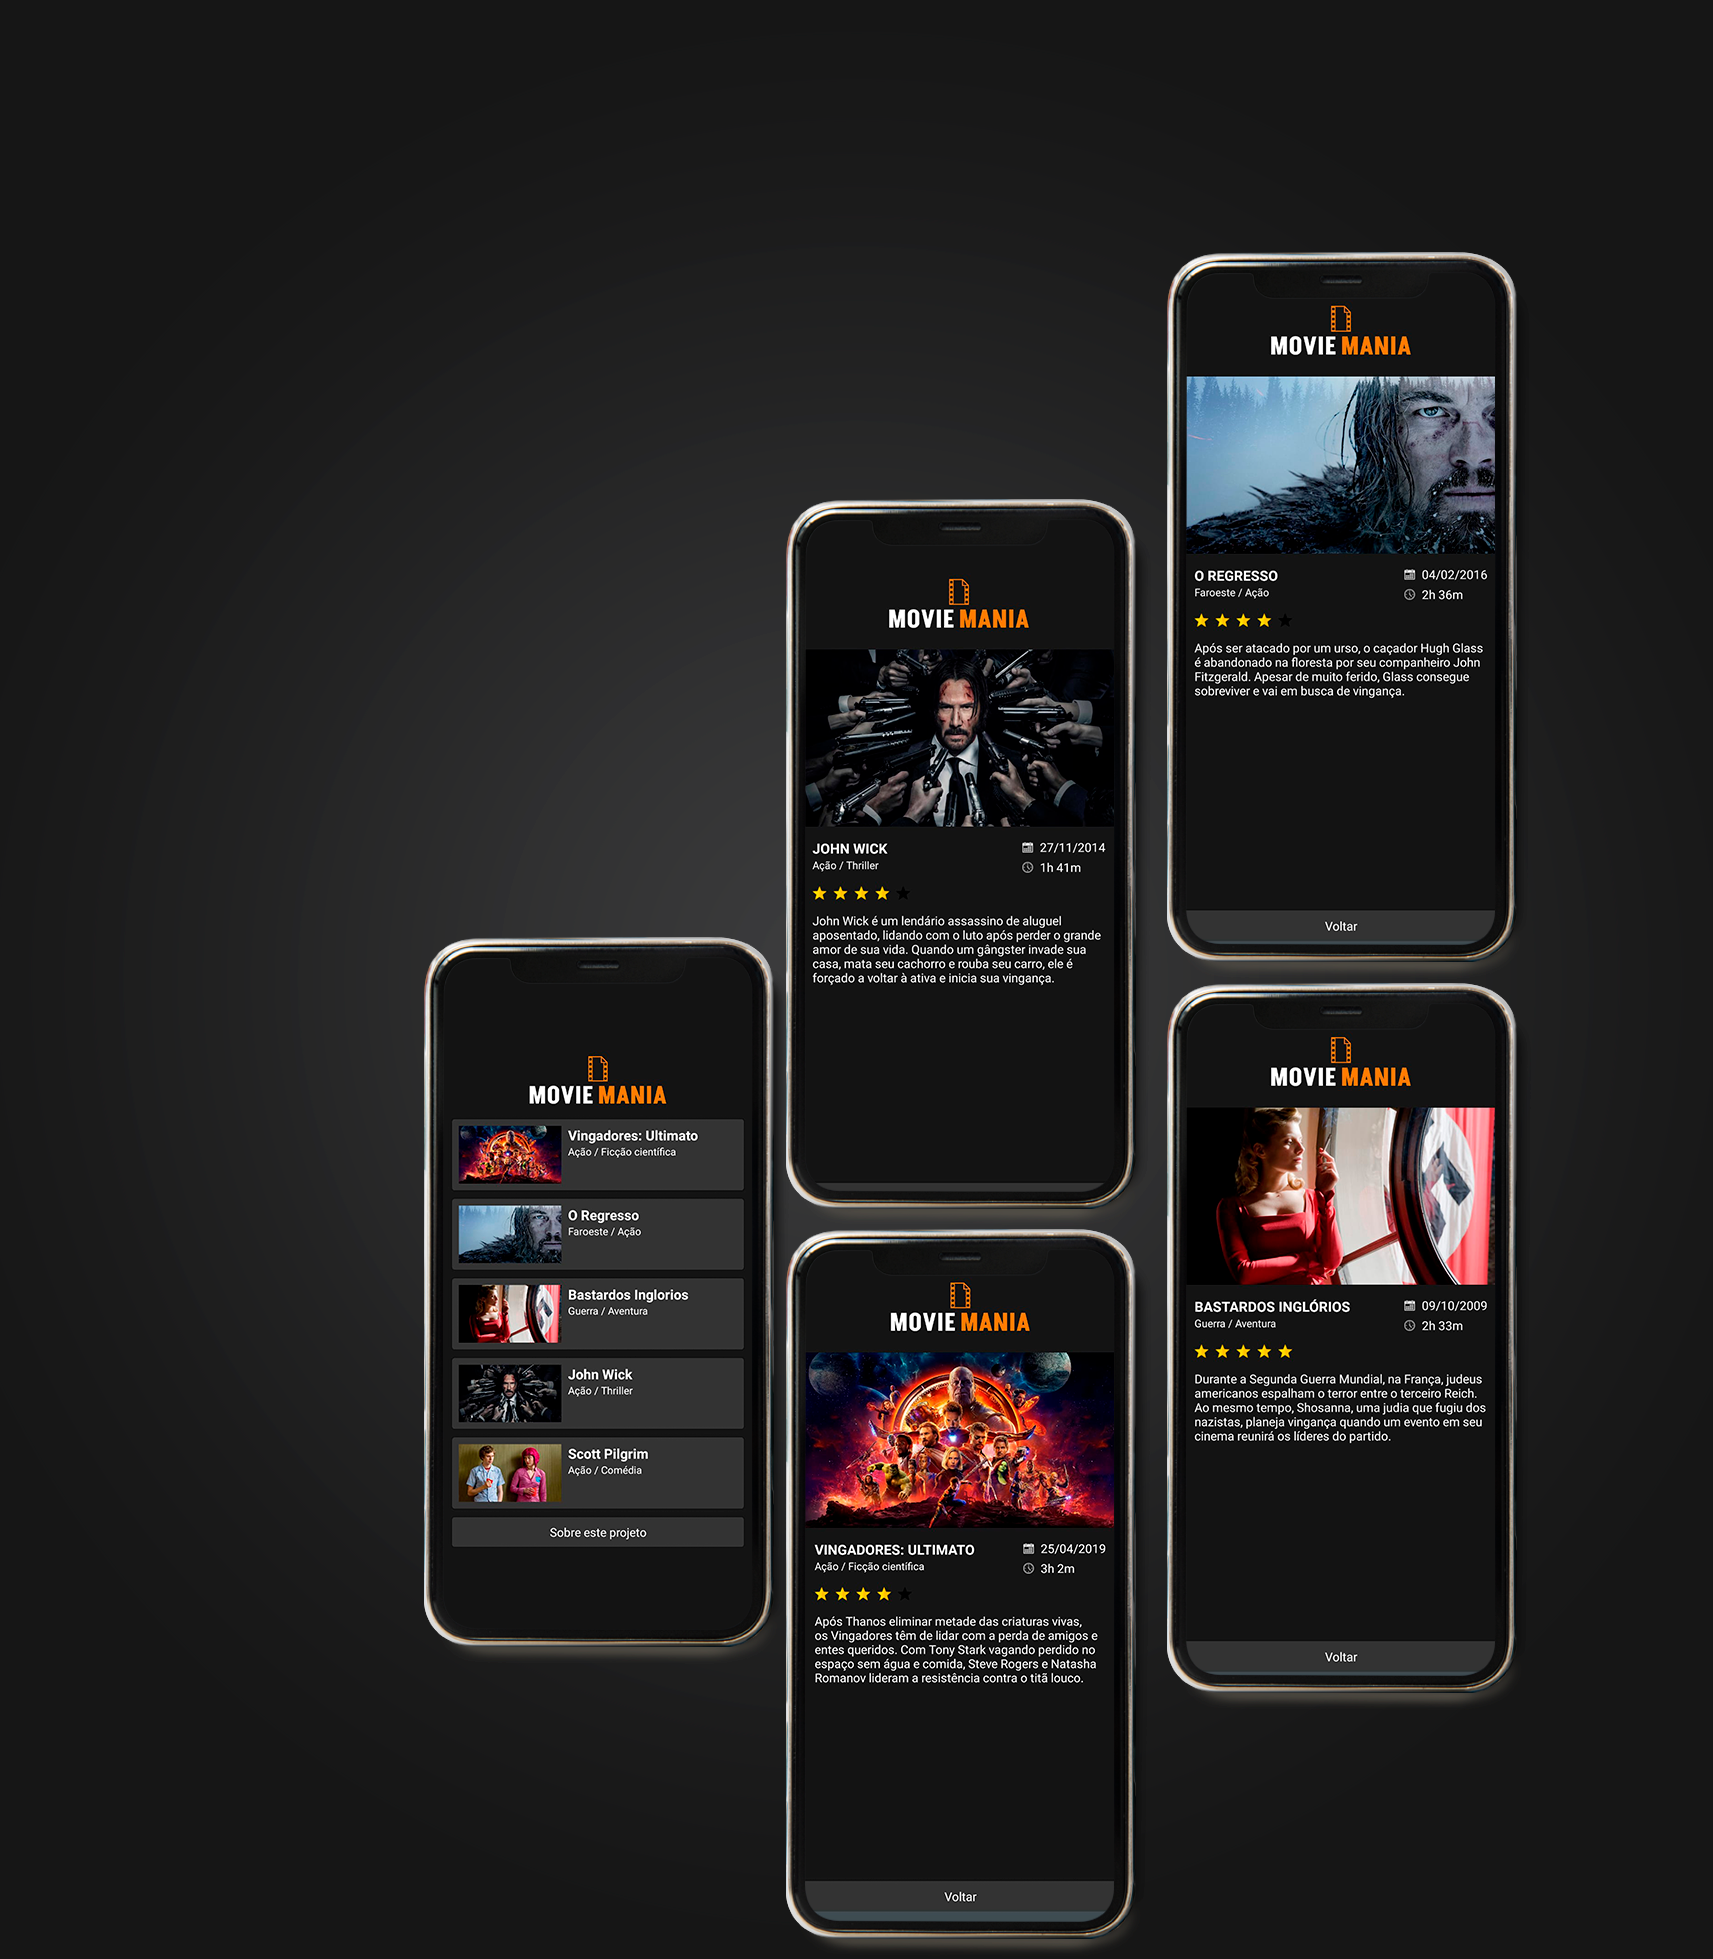 MOVIE MANIA
Vingadores: Ultimato
Ação / Ficção científica
O Regresso
Faroeste / Ação
Bastardos Inglorios
Guerra / Aventura
John Wick
Ação / Thriller
Scott Pilgrim
Ação / Comédia
Sobre este projeto
MOVIE MANIA
JOHN WICK
27/11/2014
Ação / Thriller
1h 41m
John Wick é um lendário assassino de aluguel
aposentado, lidando com o luto após perder o grande
amor de sua vida. Quando um gângster invade sua
casa, mata seu cachorro e rouba seu carro, ele é
forçado a voltar à ativa e inicia sua vingança.
MOVIE MANIA
VINGADORES: ULTIMATO
25/04/2019
Ação / Ficção científica
3h 2m
Após Thanos eliminar metade das criaturas vivas,
os Vingadores têm de lidar com a perda de amigos e
entes queridos. Com Tony Stark vagando perdido no
espaço sem água e comida, Steve Rogers e Natasha
Romanov lideram a resistência contra o titã louco.
Voltar
MOVIE MANIA
O REGRESSO
04/02/2016
Faroeste / Ação
2h 36m
Após ser atacado por um urso, o caçador Hugh Glass
é abandonado na floresta por seu companheiro John
Fitzgerald. Apesar de muito ferido, Glass consegue
sobreviver e vai em busca de vingança.
Voltar
MOVIE MANIA
BASTARDOS INGLÓRIOS
09/10/2009
Guerra / Aventura
2h 33m
Durante a Segunda Guerra Mundial, na França, judeus
americanos espalham o terror entre o terceiro Reich.
Ao mesmo tempo, Shosanna, uma judia que fugiu dos
nazistas, planeja vingança quando um evento em seu
cinema reunirá os líderes do partido.
Voltar